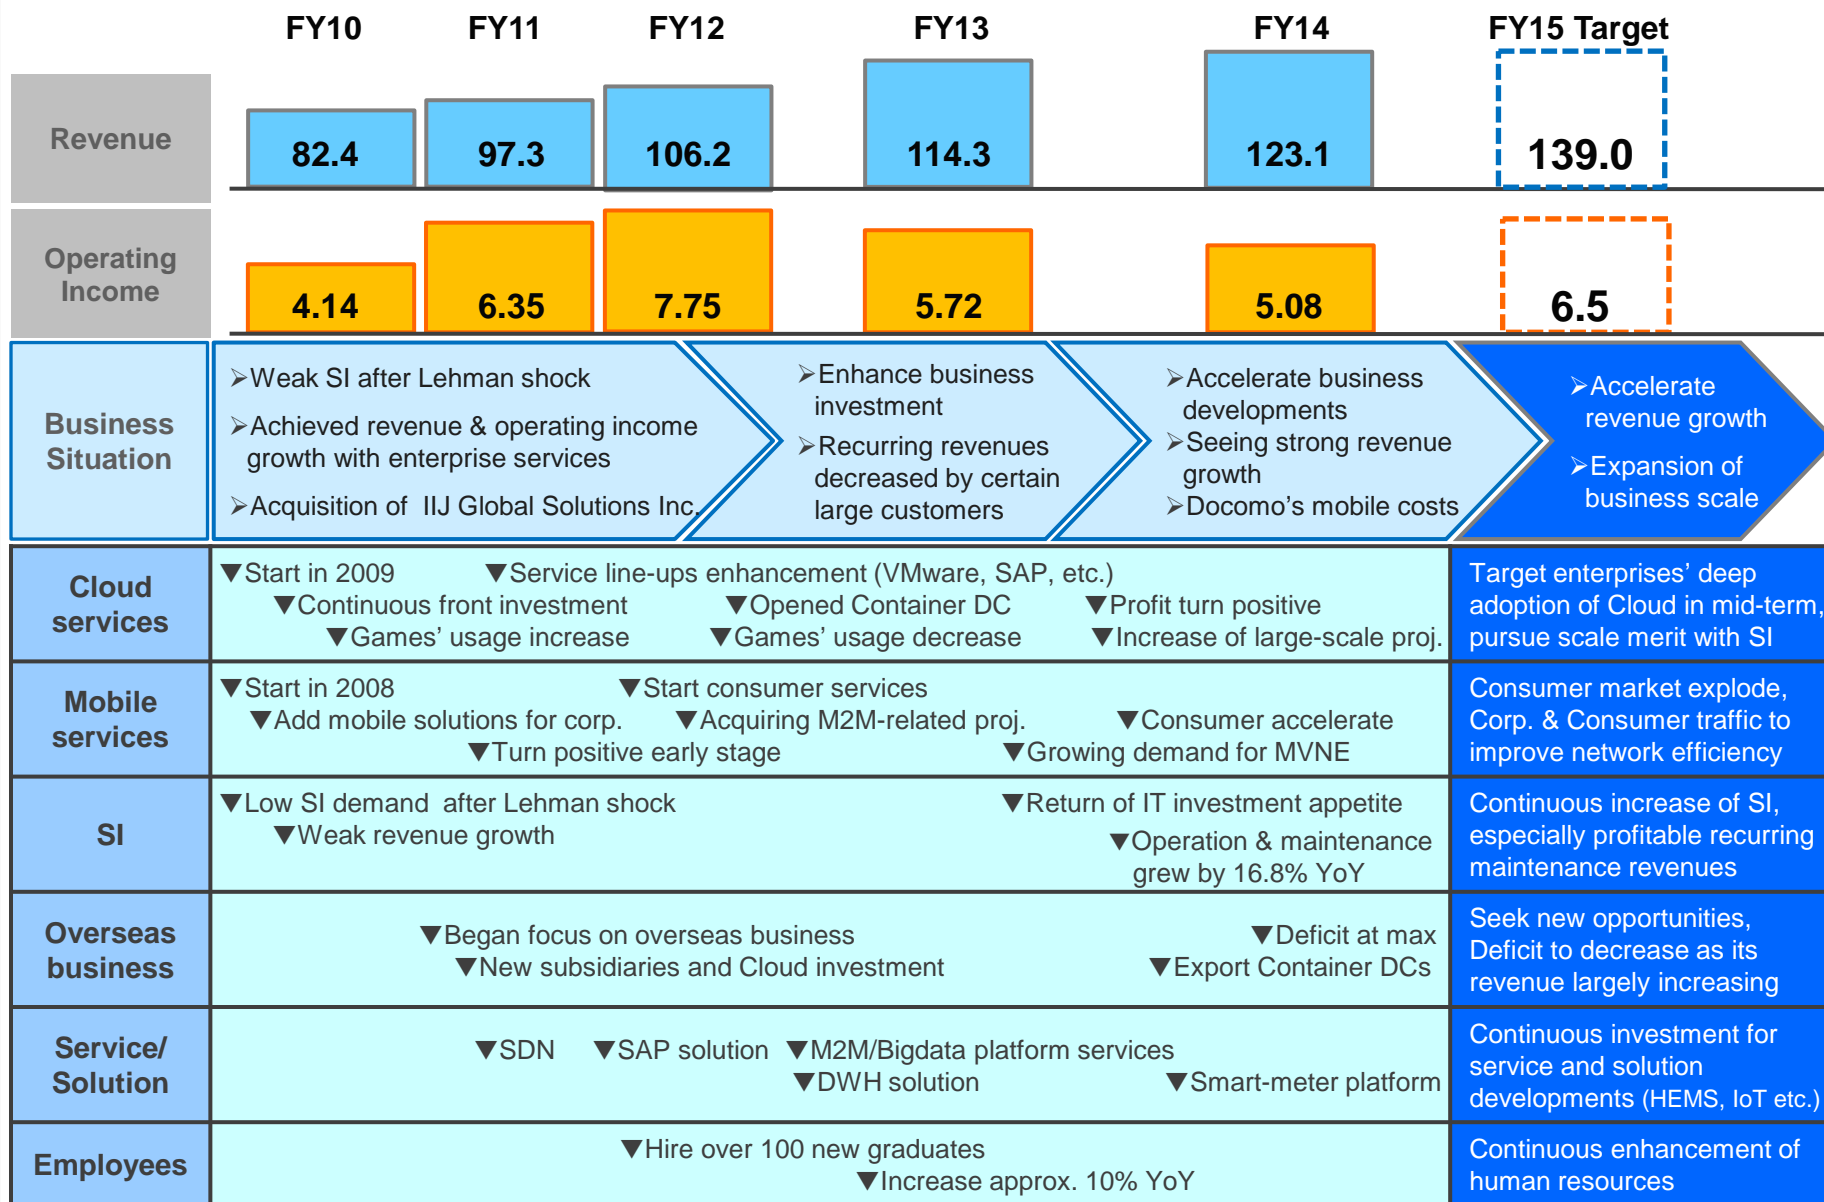 FY10 FY11 FY12 FY13 FY14 FY15 Target
Revenue
82.4 97.3 106.2 114.3 123.1 139.0
Operating
Income
4.14 6.35 7.75 5.72 5.08 6.5
Business
Situation
➢Weak SI after Lehman shock
➢Achieved revenue & operating income
growth with enterprise services
➢Acquisition of IIJ Global Solutions Inc.
➢Enhance business
investment
➢Recurring revenues
decreased by certain
large customers
➢Accelerate business
developments
➢Seeing strong revenue
growth
➢Docomo’s mobile costs
➢Accelerate
revenue growth
➢Expansion of
business scale
Cloud
services
▼Start in 2009 ▼Service line-ups enhancement (VMware, SAP, etc.)
▼Continuous front investment ▼Opened Container DC ▼Profit turn positive
▼Games’ usage increase ▼Games’ usage decrease ▼Increase of large-scale proj.
Target enterprises’ deep
adoption of Cloud in mid-term,
pursue scale merit with SI
Mobile
services
▼Start in 2008 ▼Start consumer services
▼Add mobile solutions for corp. ▼Acquiring M2M-related proj. ▼Consumer accelerate
▼Turn positive early stage ▼Growing demand for MVNE
Consumer market explode,
Corp. & Consumer traffic to
improve network efficiency
SI
▼Low SI demand after Lehman shock ▼Return of IT investment appetite
▼Weak revenue growth ▼Operation & maintenance
grew by 16.8% YoY
Continuous increase of SI,
especially profitable recurring
maintenance revenues
Overseas
business
▼Began focus on overseas business ▼Deficit at max
▼New subsidiaries and Cloud investment ▼Export Container DCs
Seek new opportunities,
Deficit to decrease as its
revenue largely increasing
Service/
Solution
▼SDN ▼SAP solution ▼M2M/Bigdata platform services
▼DWH solution ▼Smart-meter platform
Continuous investment for
service and solution
developments (HEMS, IoT etc.)
Employees
▼Hire over 100 new graduates
▼Increase approx. 10% YoY
Continuous enhancement of
human resources